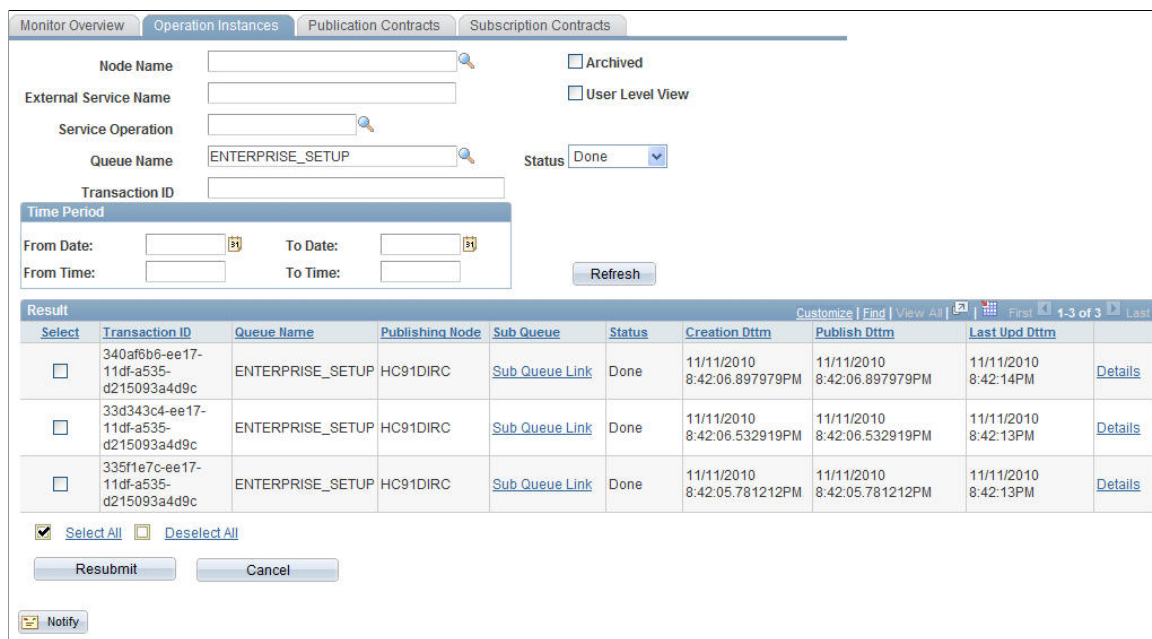 Monitor Overview Operation Instances Publication Contracts Subscription Contracts
Node Name Archived
External Service Name User Level View
Service Operation
Queue Name ENTERPRISE_SETUP Status Done
Transaction ID
Time Period
From Date: 31 To Date: 31
From Time: To Time: Refresh
Result Customize | Find | View All | | First 1-3 of 3 Last
Select Transaction ID Queue Name Publishing Node Sub Queue Status Creation Dttm Publish Dttm Last Upd Dttm
340af6b6-ee17-
11df-a535-
d215093a4d9c
ENTERPRISE_SETUP HC91DIRC Sub Queue Link Done
11/11/2010
8:42:06.897979PM
11/11/2010
8:42:06.897979PM
11/11/2010
8:42:14PM
Details
33d343c4-ee17-
11df-a535-
d215093a4d9c
ENTERPRISE_SETUP HC91DIRC Sub Queue Link Done
11/11/2010
8:42:06.532919PM
11/11/2010
8:42:06.532919PM
11/11/2010
8:42:13PM
Details
335f1e7c-ee17-
11df-a535-
d215093a4d9c
ENTERPRISE_SETUP HC91DIRC Sub Queue Link Done
11/11/2010
8:42:05.781212PM
11/11/2010
8:42:05.781212PM
11/11/2010
8:42:13PM
Details
Select All Deselect All
Resubmit Cancel
Notify